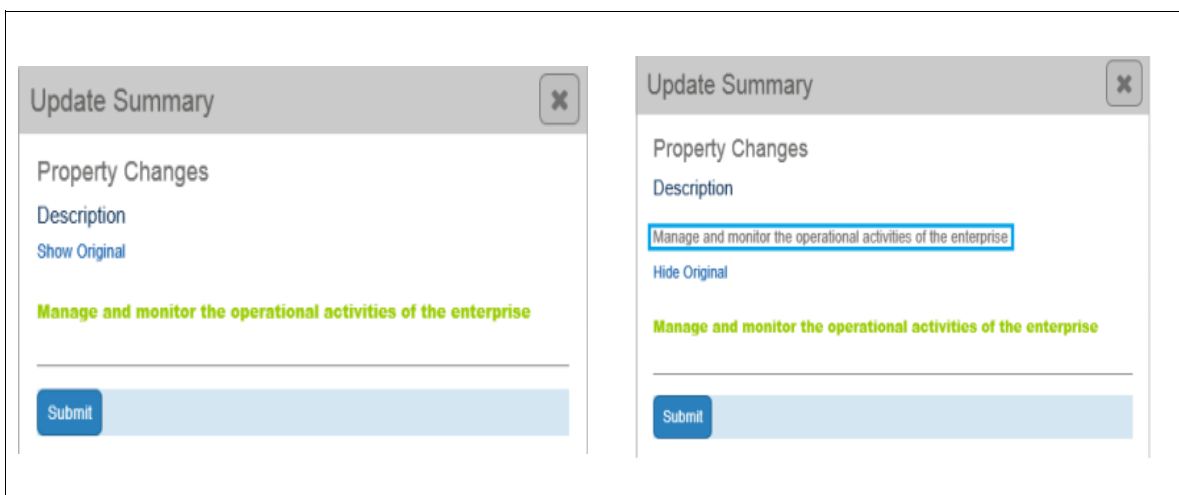 Update Summary
Property Changes
Description
Show Original
Manage and monitor the operational activities of the enterprise
Submit
Update Summary
Property Changes
Description
Manage and monitor the operational activities of the enterprise
Hide Original
Manage and monitor the operational activities of the enterprise
Submit